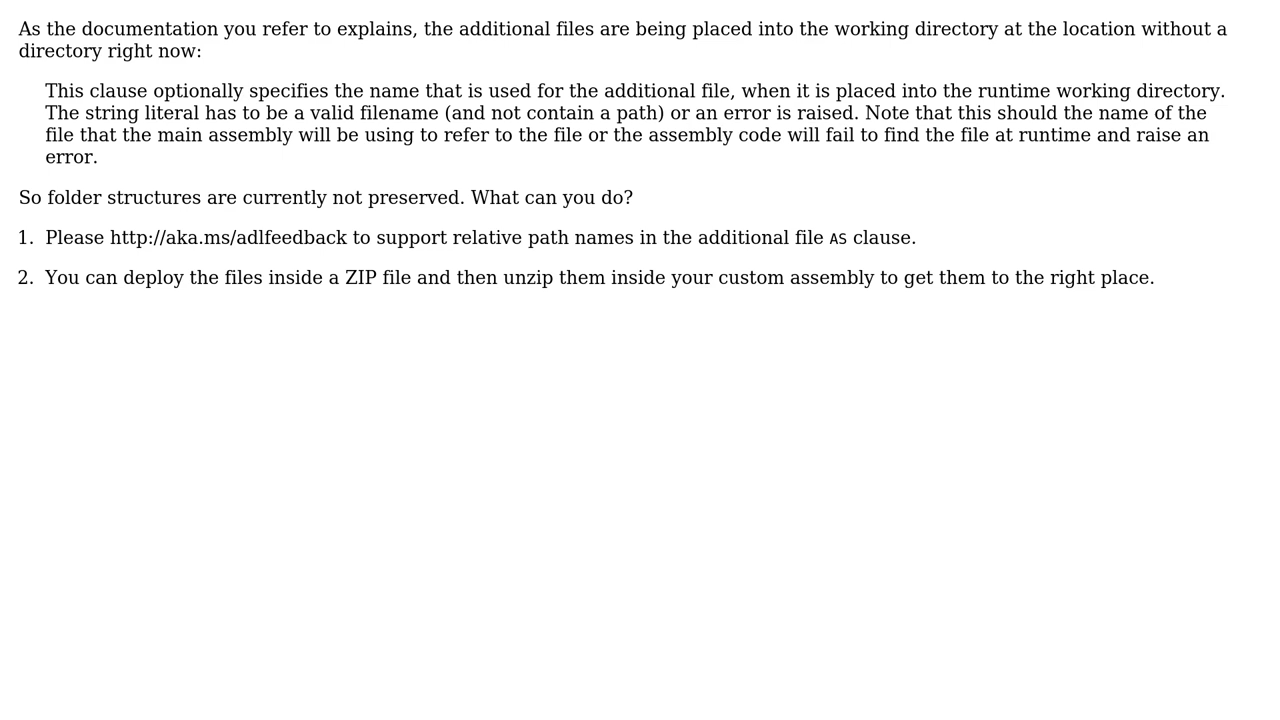 As the documentation you refer to explains, the additional files are being placed into the working directory at the location without a
directory right now:
This clause optionally specifies the name that is used for the additional file, when it is placed into the runtime working directory.
The string literal has to be a valid filename (and not contain a path) or an error is raised. Note that this should the name of the
file that the main assembly will be using to refer to the file or the assembly code will fail to find the file at runtime and raise an
error.
So folder structures are currently not preserved. What can you do?
1. Please http://aka.ms/adlfeedback to support relative path names in the additional file AS clause.
2. You can deploy the files inside a ZIP file and then unzip them inside your custom assembly to get them to the right place.